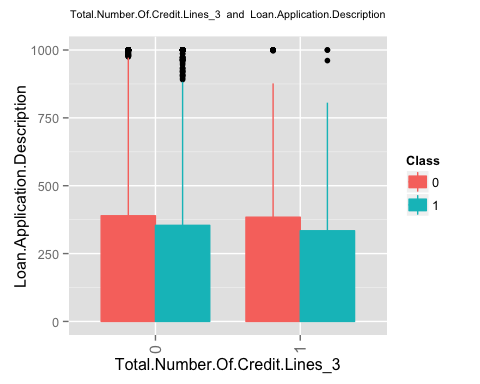 Total.Number.Of.Credit.Lines_3 and Loan.Application.Description
1000
750
500
250
0
Loan.Application.Description
0
1
Total.Number.Of.Credit.Lines_3
Class
0
1